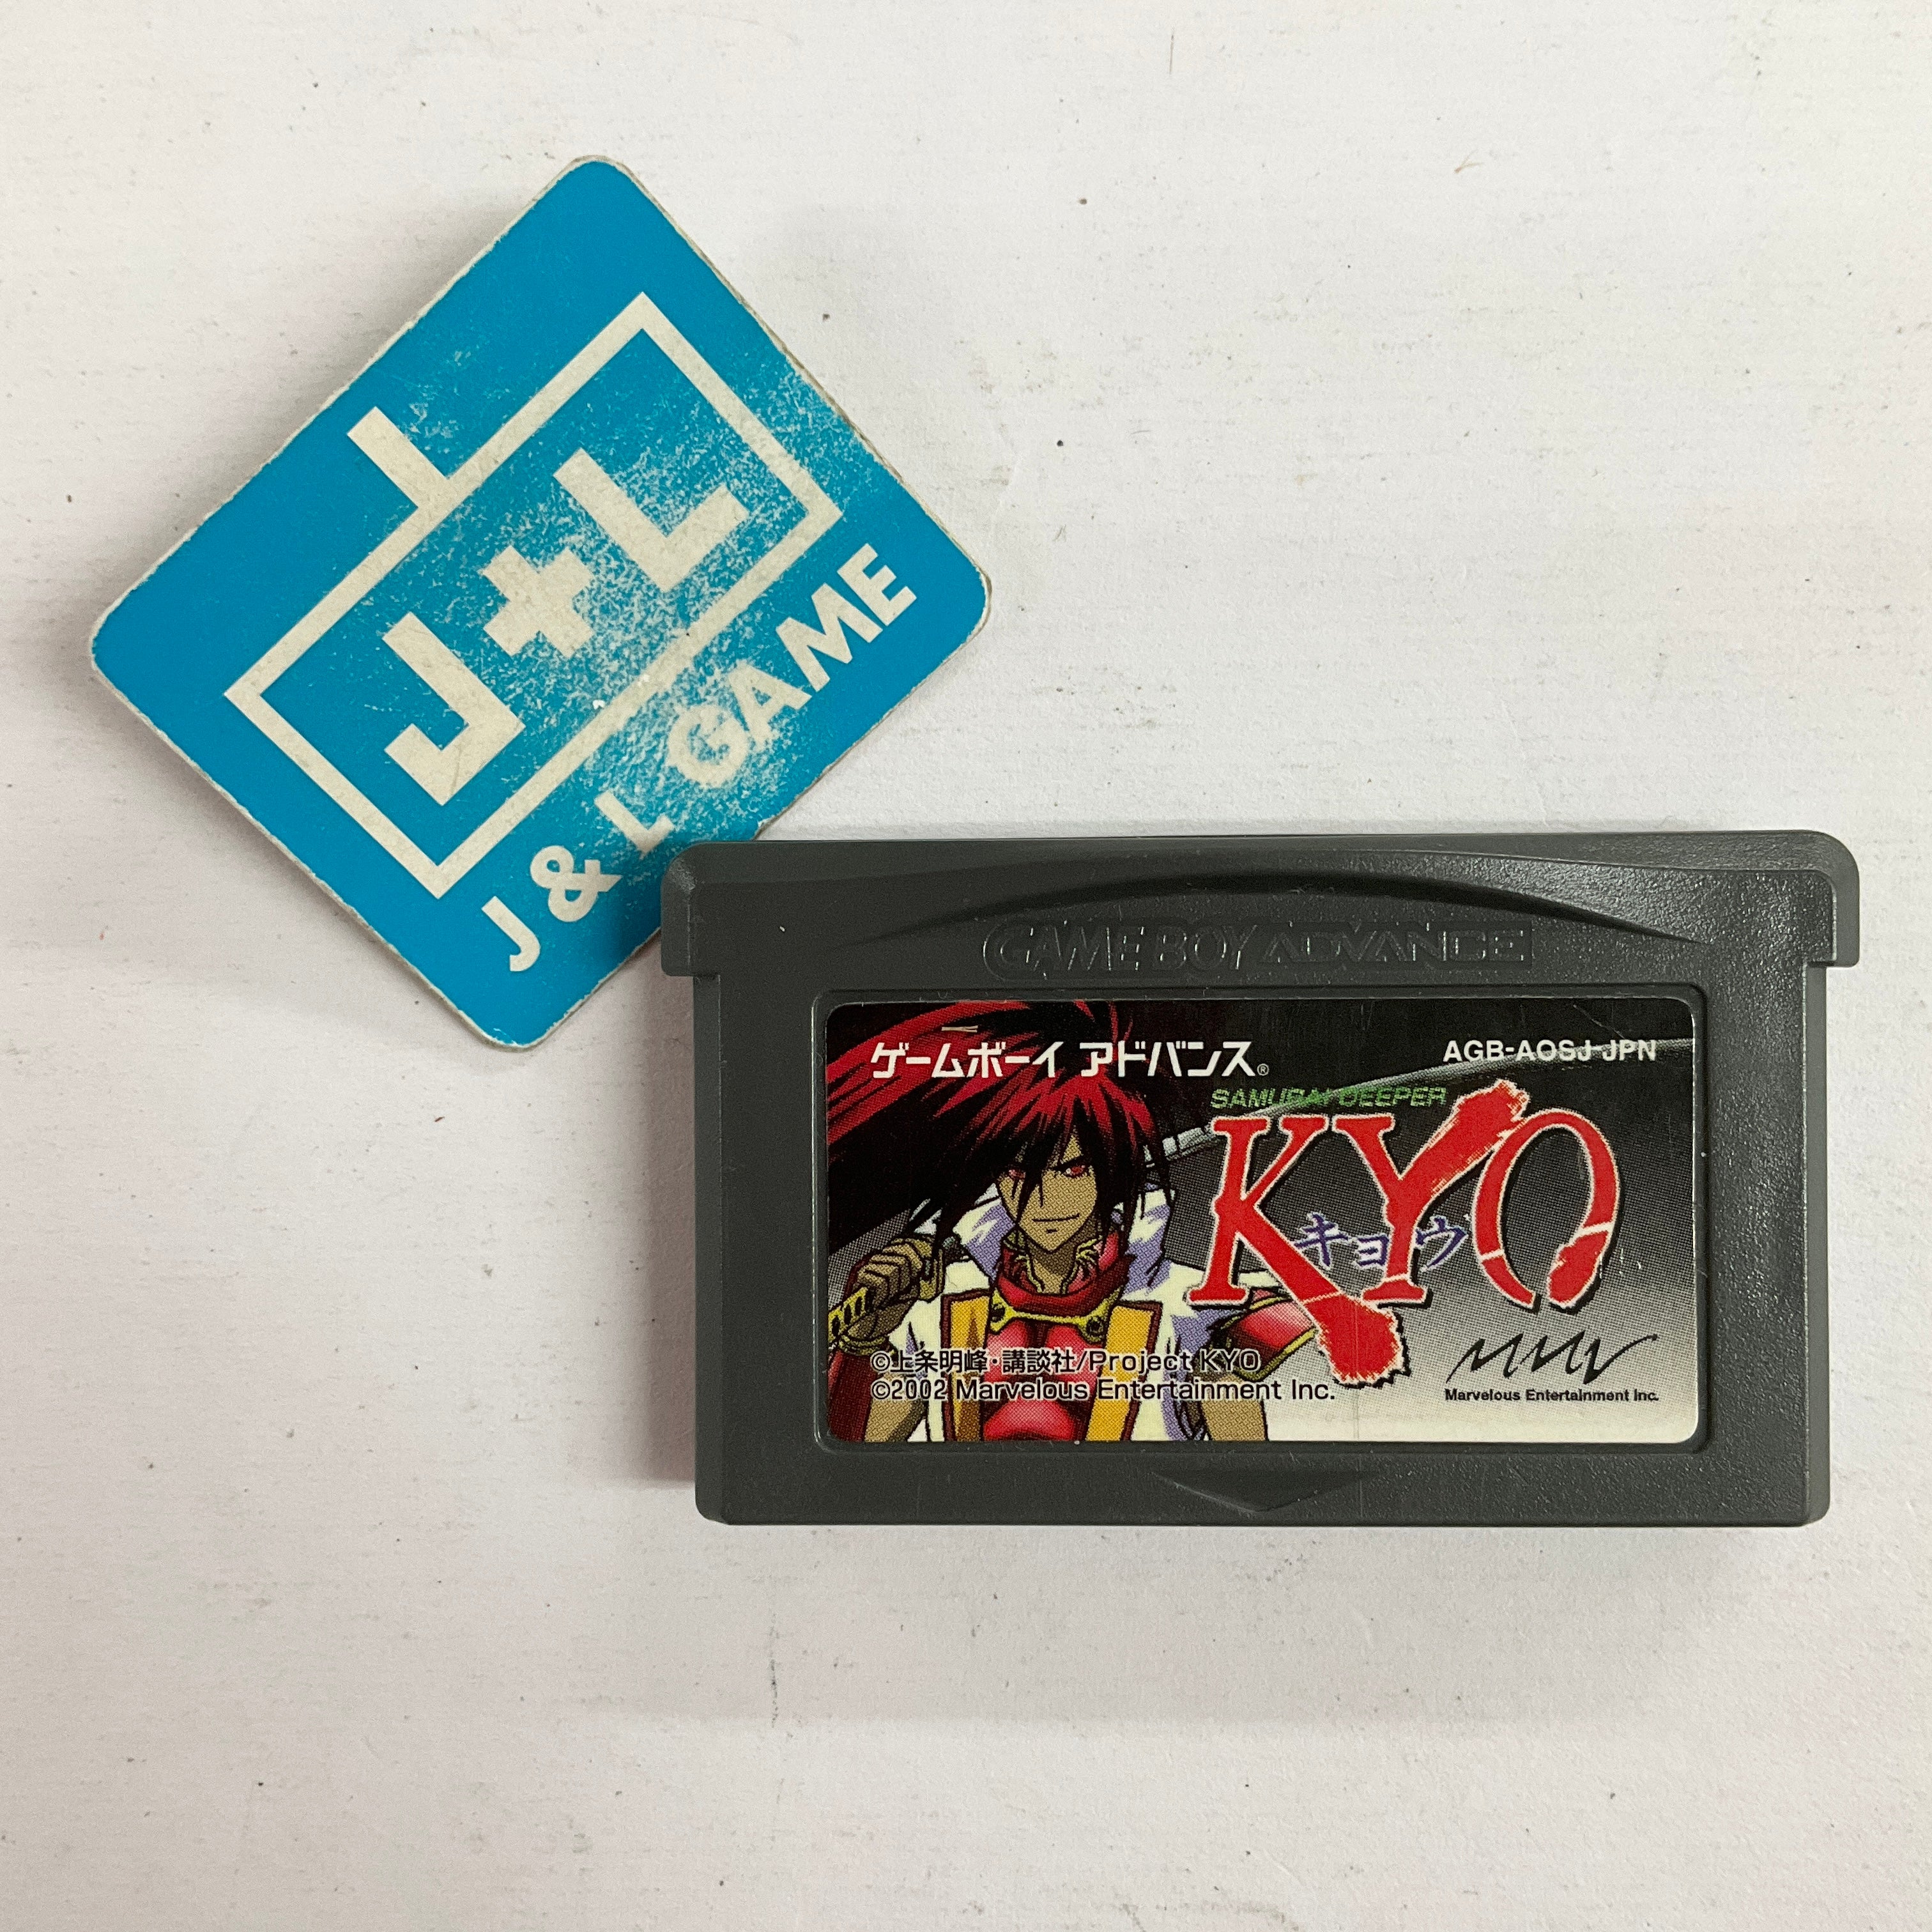 J+L
J & L GAME
GAME BOY ADVANCE
ゲームボーイ アドバンス®
AGB-AOSJ-JPN
SAMURAI DEEPER
KYO
キョウ
©上条明峰・講談社/Project KYO
©2002 Marvelous Entertainment Inc.
Marvelous Entertainment Inc.